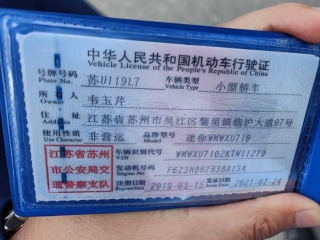 中华人民共和国机动车行驶证
Vehicle License of the People's Republic of China
号牌号码 Plate No. 苏U119L7 车辆类型 Vehicle Type 小型轿车
所有人 Owner 韦玉芹
住址 Address 江苏省苏州市吴江区黎里镇临沪大道07号
使用性质 Use Character 非营运 品牌型号 Model 迷你WMWXU710
江苏省苏州市公安局交通警察支队
车辆识别代号 VIN WMWXU710ZKTM11279
发动机号码 Engine No. F623M862838A15A
注册日期 Register Date 2019-03-15 发证日期 Issue Date 2021-02-24